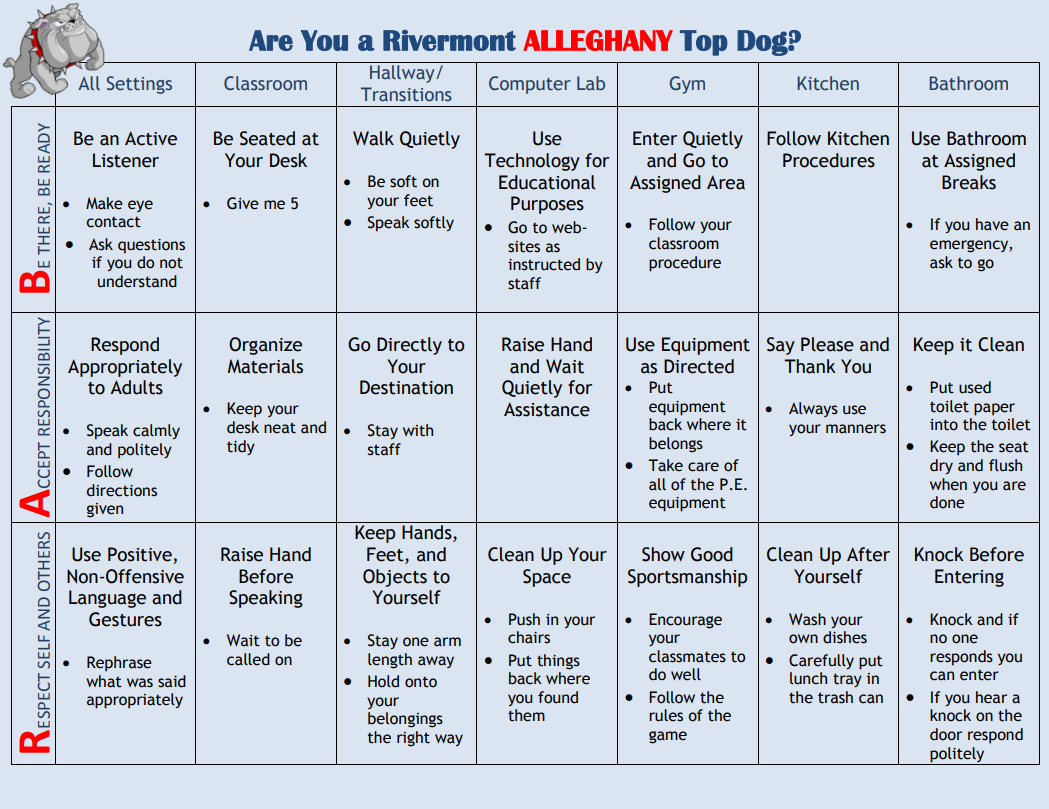 Are You a Rivermont ALLEGHANY Top Dog?
All Settings
Classroom
Hallway/
Transitions
Computer Lab
Gym
Kitchen
Bathroom
BE THERE, BE READY
Be an Active
Listener
• Make eye
contact
• Ask questions
if you do not
understand
Be Seated at
Your Desk
• Give me 5
Walk Quietly
• Be soft on
your feet
• Speak softly
Use
Technology for
Educational
Purposes
• Go to web-
sites as
instructed by
staff
Enter Quietly
and Go to
Assigned Area
• Follow your
classroom
procedure
Follow Kitchen
Procedures
Use Bathroom
at Assigned
Breaks
• If you have an
emergency,
ask to go
ACCEPT RESPONSIBILITY
Respond
Appropriately
to Adults
• Speak calmly
and politely
• Follow
directions
given
Organize
Materials
• Keep your
desk neat and
tidy
Go Directly to
Your
Destination
• Stay with
staff
Raise Hand
and Wait
Quietly for
Assistance
Use Equipment
as Directed
• Put
equipment
back where it
belongs
• Take care of
all of the P.E.
equipment
Say Please and
Thank You
• Always use
your manners
Keep it Clean
• Put used
toilet paper
into the toilet
• Keep the seat
dry and flush
when you are
done
RESPECT SELF AND OTHERS
Use Positive,
Non-Offensive
Language and
Gestures
• Rephrase
what was said
appropriately
Raise Hand
Before
Speaking
• Wait to be
called on
Keep Hands,
Feet, and
Objects to
Yourself
• Stay one arm
length away
• Hold onto
your
belongings
the right way
Clean Up Your
Space
• Push in your
chairs
• Put things
back where
you found
them
Show Good
Sportsmanship
• Encourage
your
classmates to
do well
• Follow the
rules of the
game
Clean Up After
Yourself
• Wash your
own dishes
• Carefully put
lunch tray in
the trash can
Knock Before
Entering
• Knock and if
no one
responds you
can enter
• If you hear a
knock on the
door respond
politely